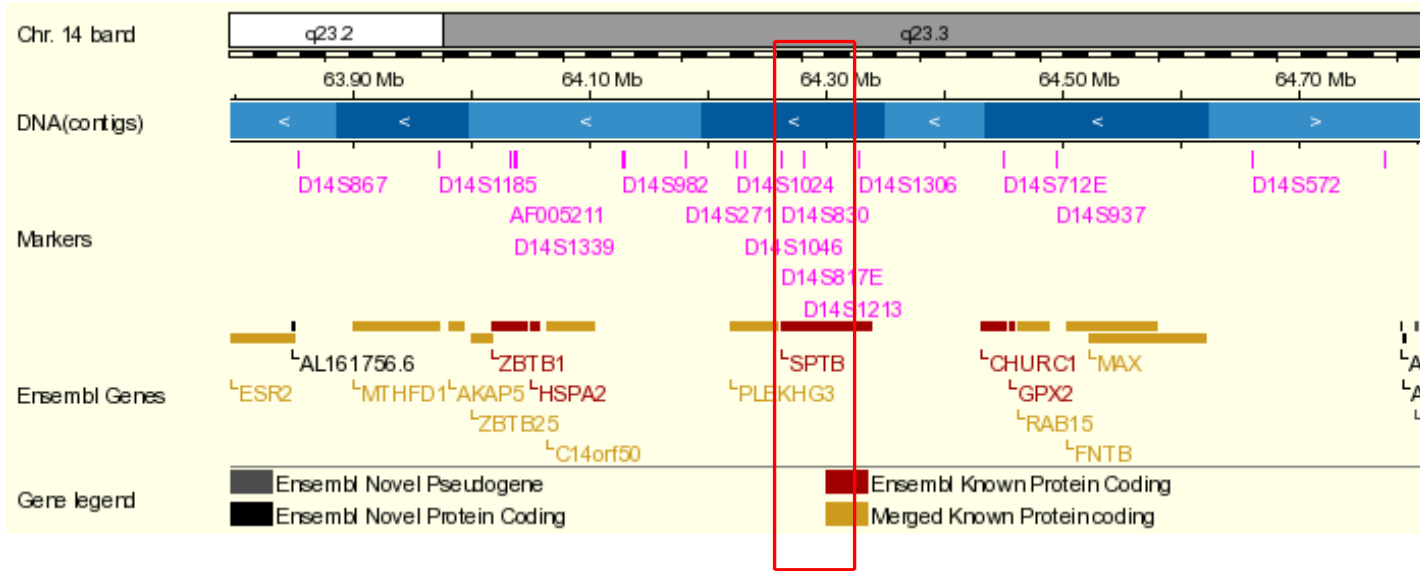 Chr. 14 band q23.2 q23.3
63.90 Mb 64.10 Mb 64.30 Mb 64.50 Mb 64.70 Mb
DNA(contigs) < < < < < < >
Markers
D14S867 D14S1185 D14S982 D14S1024 D14S1306 D14S712E D14S572
AF005211 D14S271 D14S830 D14S937
D14S1339 D14S1046
D14S817E
D14S1213
Ensembl Genes
AL161756.6 ZBTB1 SPTB CHURC1 MAX A
ESR2 MTHFD1 AKAP5 HSPA2 PLEKHG3 GPX2 A
ZBTB25 RAB15
C14orf50 FNTB
Gene legend
Ensembl Novel Pseudogene Ensembl Known Protein Coding
Ensembl Novel Protein Coding Merged Known Protein coding